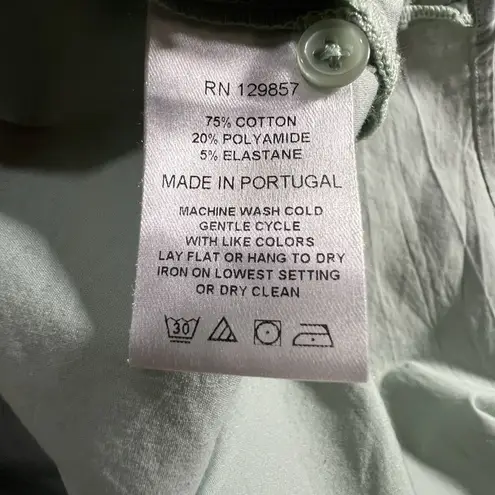 RN 129857
75% COTTON
20% POLYAMIDE
5% ELASTANE
MADE IN PORTUGAL
MACHINE WASH COLD
GENTLE CYCLE
WITH LIKE COLORS
LAY FLAT OR HANG TO DRY
IRON ON LOWEST SETTING
OR DRY CLEAN
30